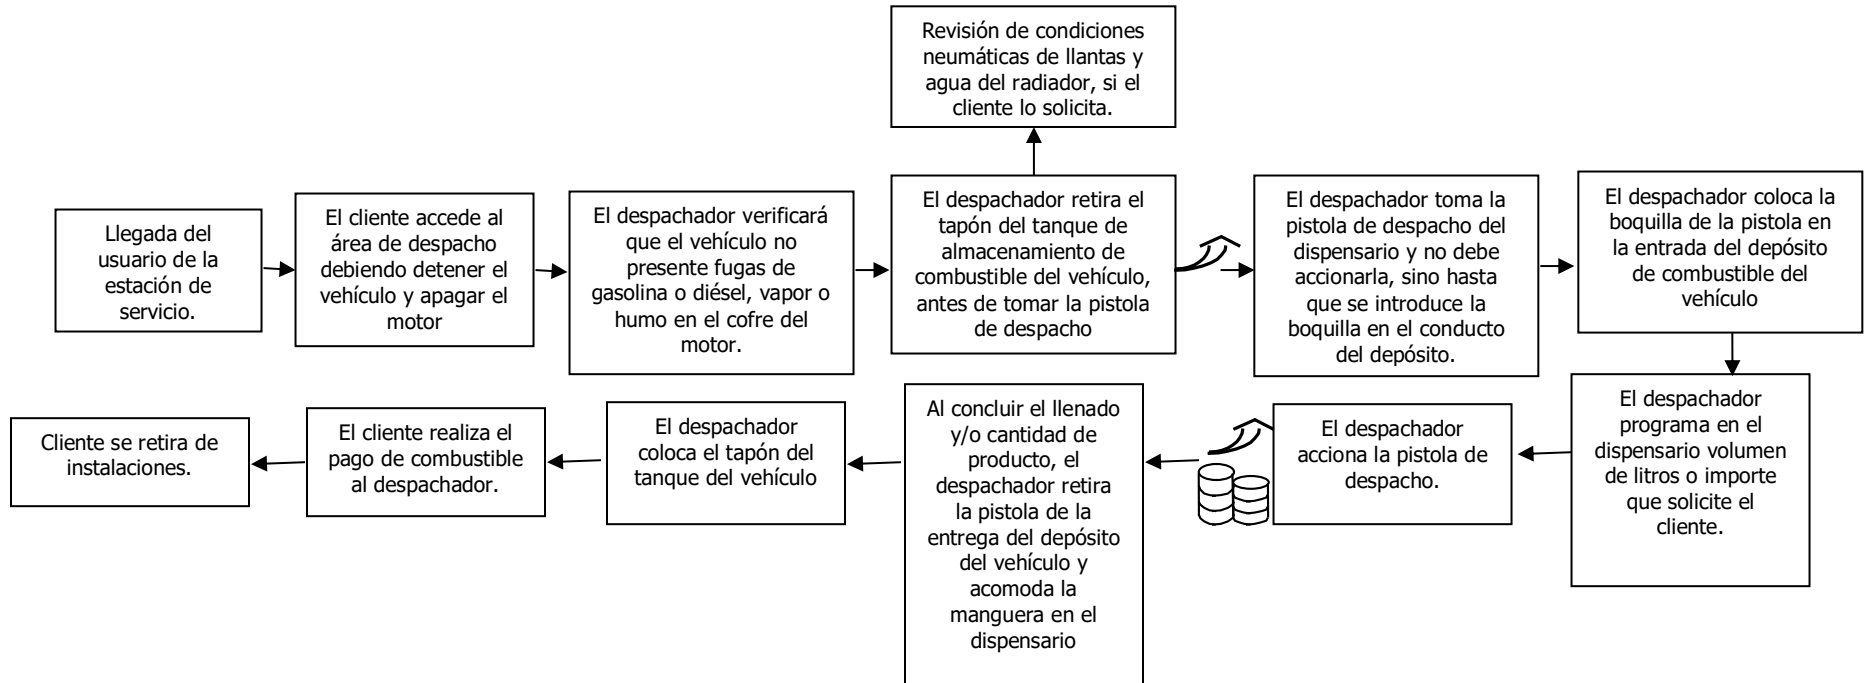 Revisión de condiciones
neumáticas de llantas y
agua del radiador, si el
cliente lo solicita.
Llegada del
usuario de la
estación de
servicio.
El cliente accede al
área de despacho
debiendo detener el
vehículo y apagar el
motor
El despachador verificará
que el vehículo no
presente fugas de
gasolina o diésel, vapor o
humo en el cofre del
motor.
El despachador retira el
tapón del tanque de
almacenamiento de
combustible del vehículo,
antes de tomar la pistola
de despacho
El despachador toma la
pistola de despacho del
dispensario y no debe
accionarla, sino hasta
que se introduce la
boquilla en el conducto
del depósito.
El despachador coloca la
boquilla de la pistola en
la entrada del depósito
de combustible del
vehículo
El despachador
programa en el
dispensario volumen
de litros o importe
que solicite el
cliente.
El despachador
acciona la pistola de
despacho.
Al concluir el llenado
y/o cantidad de
producto, el
despachador retira
la pistola de la
entrega del depósito
del vehículo y
acomoda la
manguera en el
dispensario
El despachador
coloca el tapón del
tanque del vehículo
El cliente realiza el
pago de combustible
al despachador.
Cliente se retira de
instalaciones.